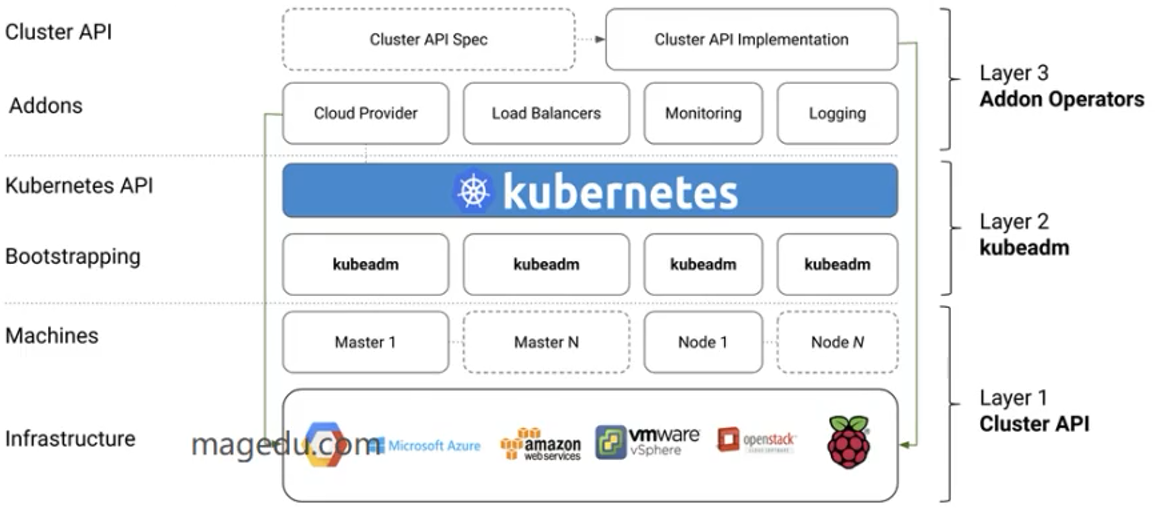 Cluster API
Cluster API Spec
Cluster API Implementation
Layer 3
Addon Operators
Addons
Cloud Provider
Load Balancers
Monitoring
Logging
Kubernetes API
kubernetes
Layer 2
kubeadm
Bootstrapping
kubeadm
kubeadm
kubeadm
kubeadm
Machines
Master 1
Master N
Node 1
Node N
Layer 1
Cluster API
Infrastructure
magedu.com
Microsoft Azure
amazon
web services
vmware
vSphere
openstack
CLOUD SOFTWARE